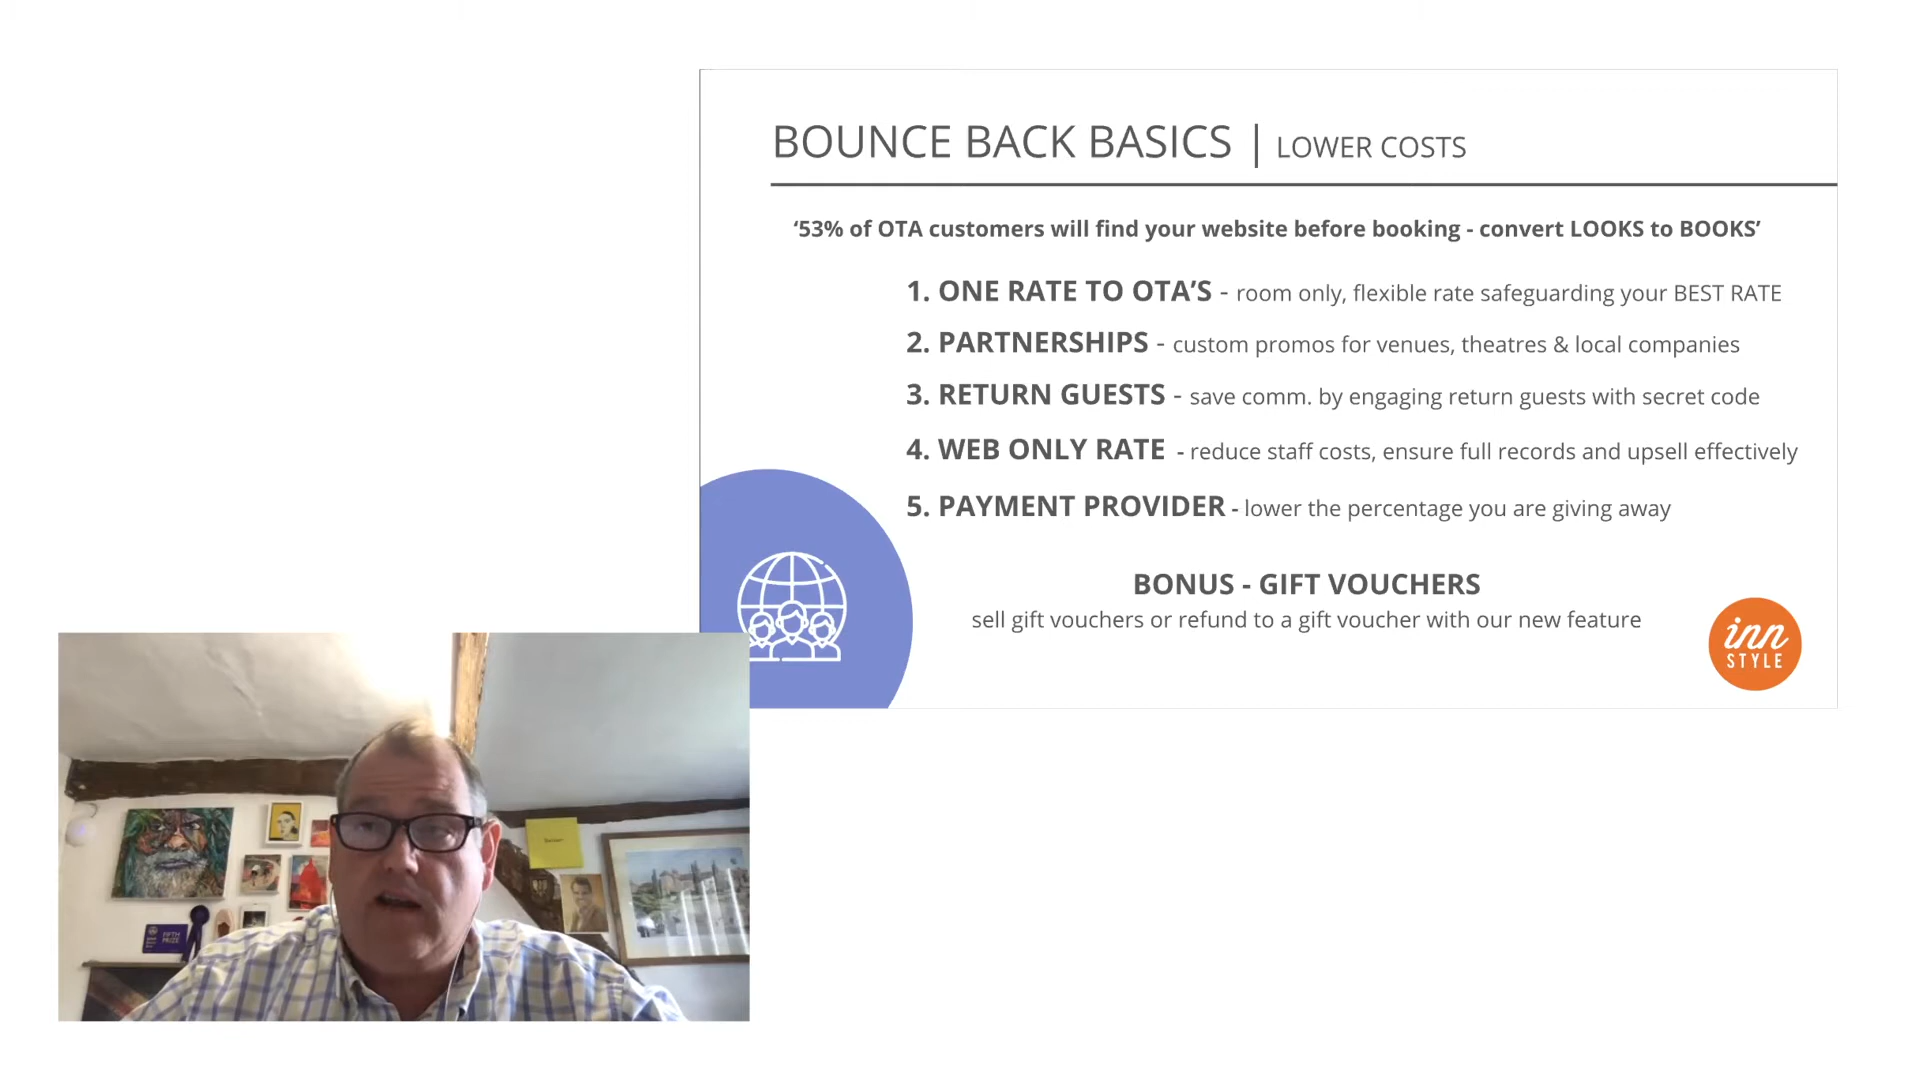 BOUNCE BACK BASICS | LOWER COSTS
‘53% of OTA customers will find your website before booking - convert LOOKS to BOOKS’
1. ONE RATE TO OTA’S - room only, flexible rate safeguarding your BEST RATE
2. PARTNERSHIPS - custom promos for venues, theatres & local companies
3. RETURN GUESTS - save comm. by engaging return guests with secret code
4. WEB ONLY RATE - reduce staff costs, ensure full records and upsell effectively
5. PAYMENT PROVIDER - lower the percentage you are giving away
BONUS - GIFT VOUCHERS
sell gift vouchers or refund to a gift voucher with our new feature
inn
STYLE
FIFTH
PRIZE